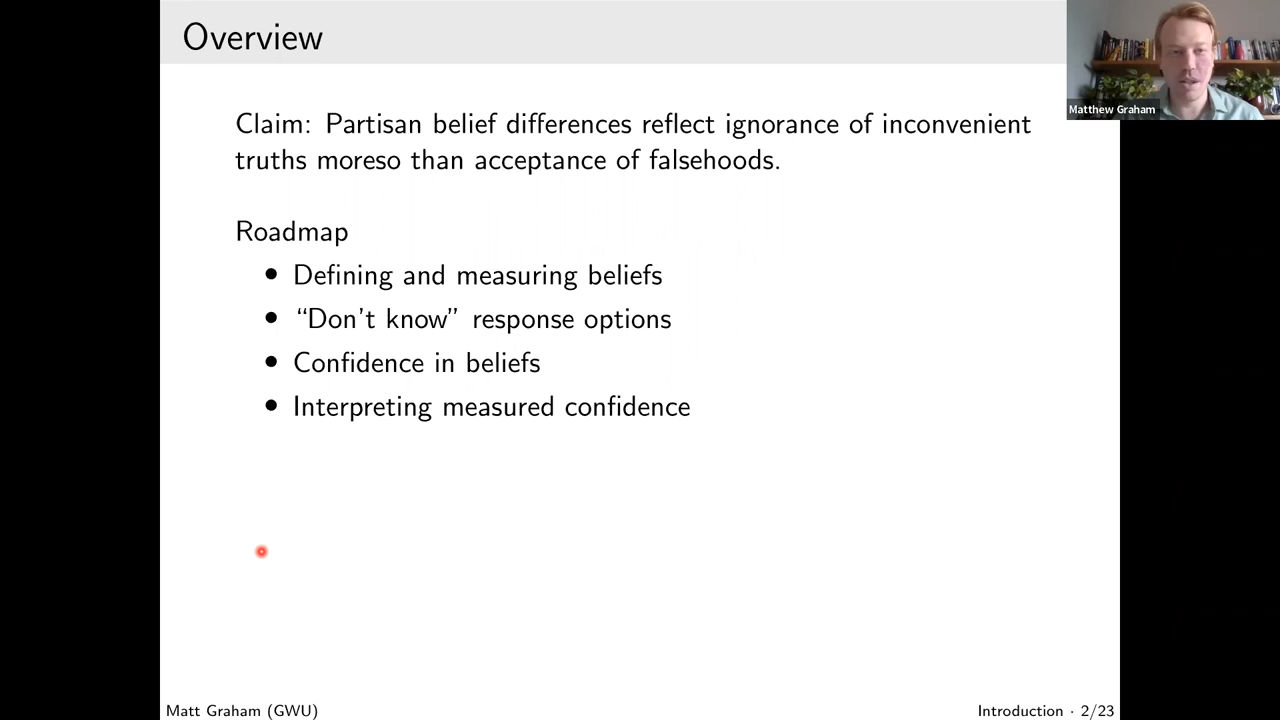 Overview
Matthew Graham
Claim: Partisan belief differences reflect ignorance of inconvenient
truths moreso than acceptance of falsehoods.
Roadmap
• Defining and measuring beliefs
• “Don’t know” response options
• Confidence in beliefs
• Interpreting measured confidence
Matt Graham (GWU)
Introduction · 2/23